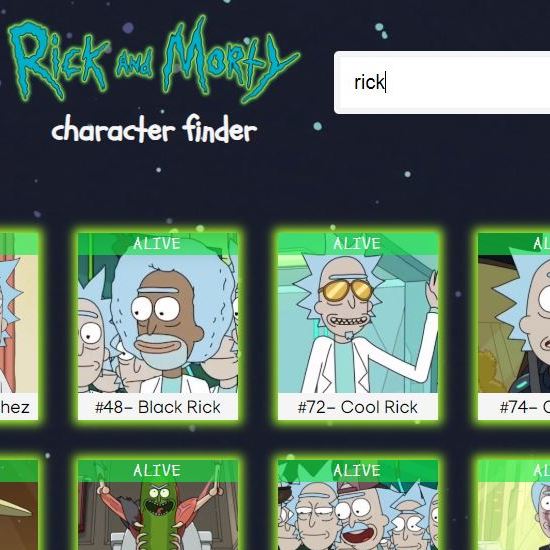 Rick and Morty
character finder
rick
ALIVE
ALIVE
AL
hez
#48– Black Rick
#72– Cool Rick
#74– C
ALIVE
ALIVE
AL